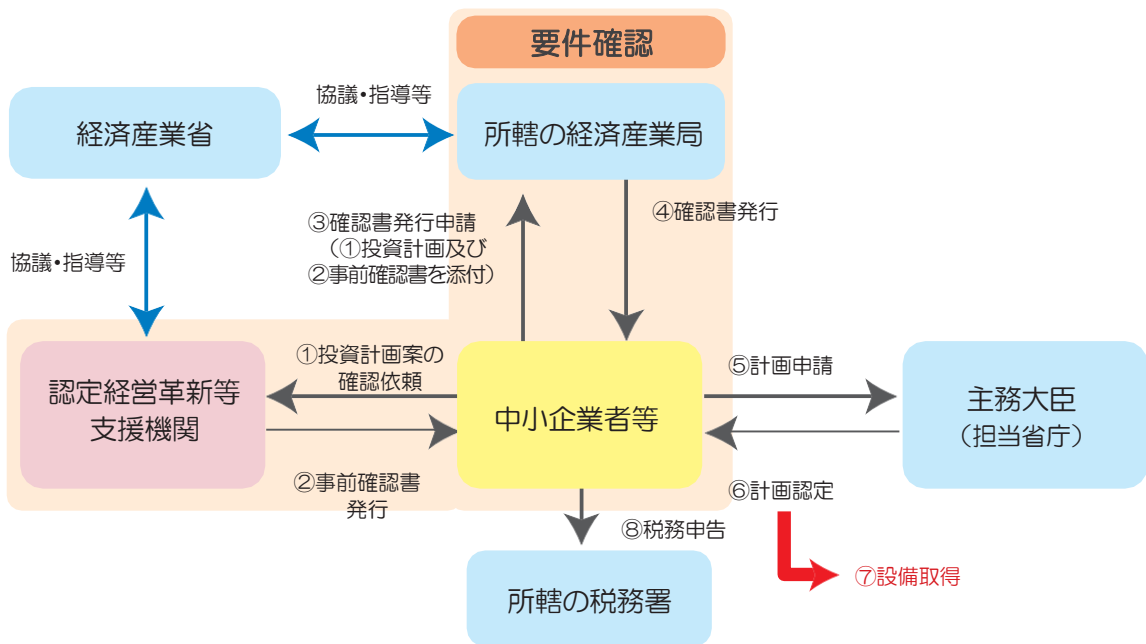 要件確認
協議・指導等
経済産業省
所轄の経済産業局
③確認書発行申請
（①投資計画及び
②事前確認書を添付）
④確認書発行
協議・指導等
①投資計画案の
確認依頼
認定経営革新等
支援機関
中小企業者等
⑤計画申請
主務大臣
（担当省庁）
②事前確認書
発行
⑥計画認定
⑧税務申告
⑦設備取得
所轄の税務署